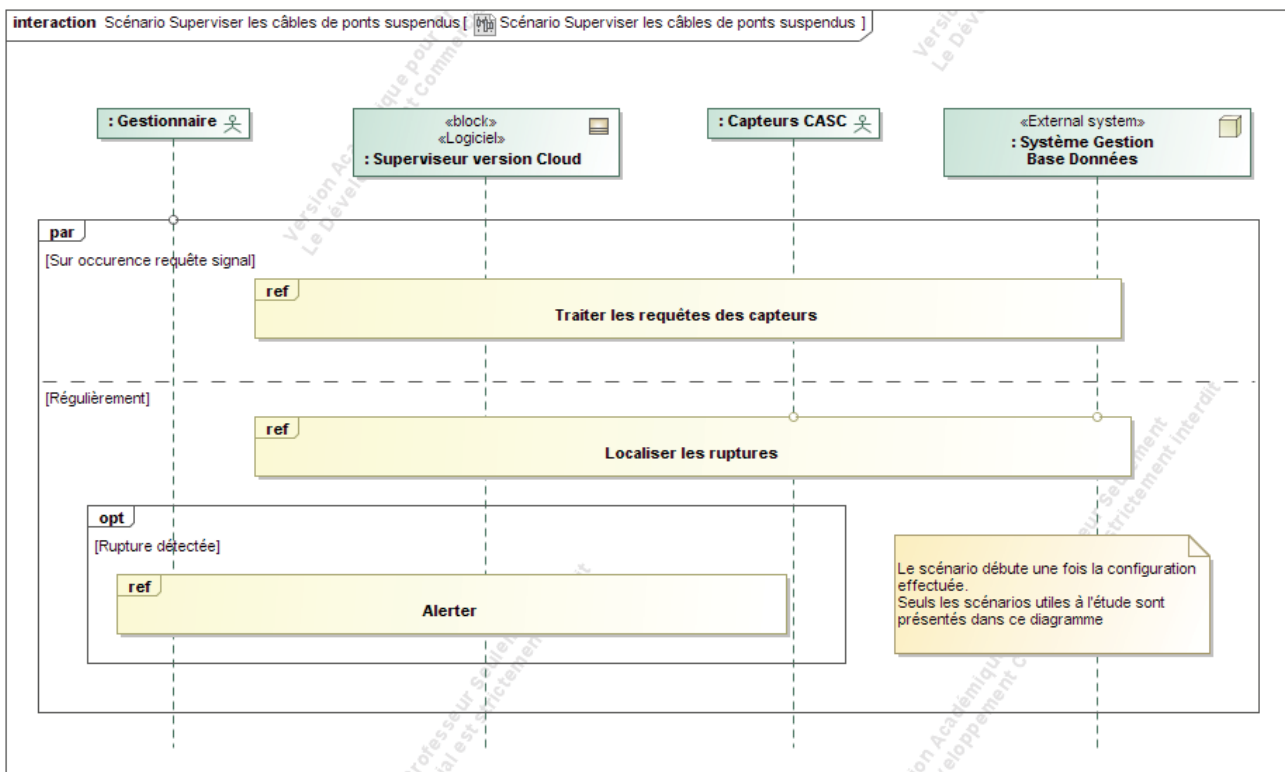 interaction Scénario Superviser les câbles de ponts suspendus [ Scénario Superviser les câbles de ponts suspendus ]
: Gestionnaire
«block»
«Logiciel»
: Superviseur version Cloud
: Capteurs CASC
«External system»
: Système Gestion
Base Données
par
[Sur occurence requête signal]
ref
Traiter les requêtes des capteurs
[Régulièrement]
ref
Localiser les ruptures
opt
[Rupture détectée]
ref
Alerter
Le scénario débute une fois la configuration
effectuée.
Seuls les scénarios utiles à l'étude sont
présentés dans ce diagramme